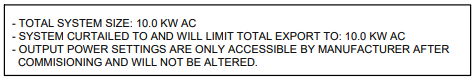 - TOTAL SYSTEM SIZE: 10.0 KW AC
- SYSTEM CURTAILED TO AND WILL LIMIT TOTAL EXPORT TO: 10.0 KW AC
- OUTPUT POWER SETTINGS ARE ONLY ACCESSIBLE BY MANUFACTURER AFTER
COMMISIONING AND WILL NOT BE ALTERED.